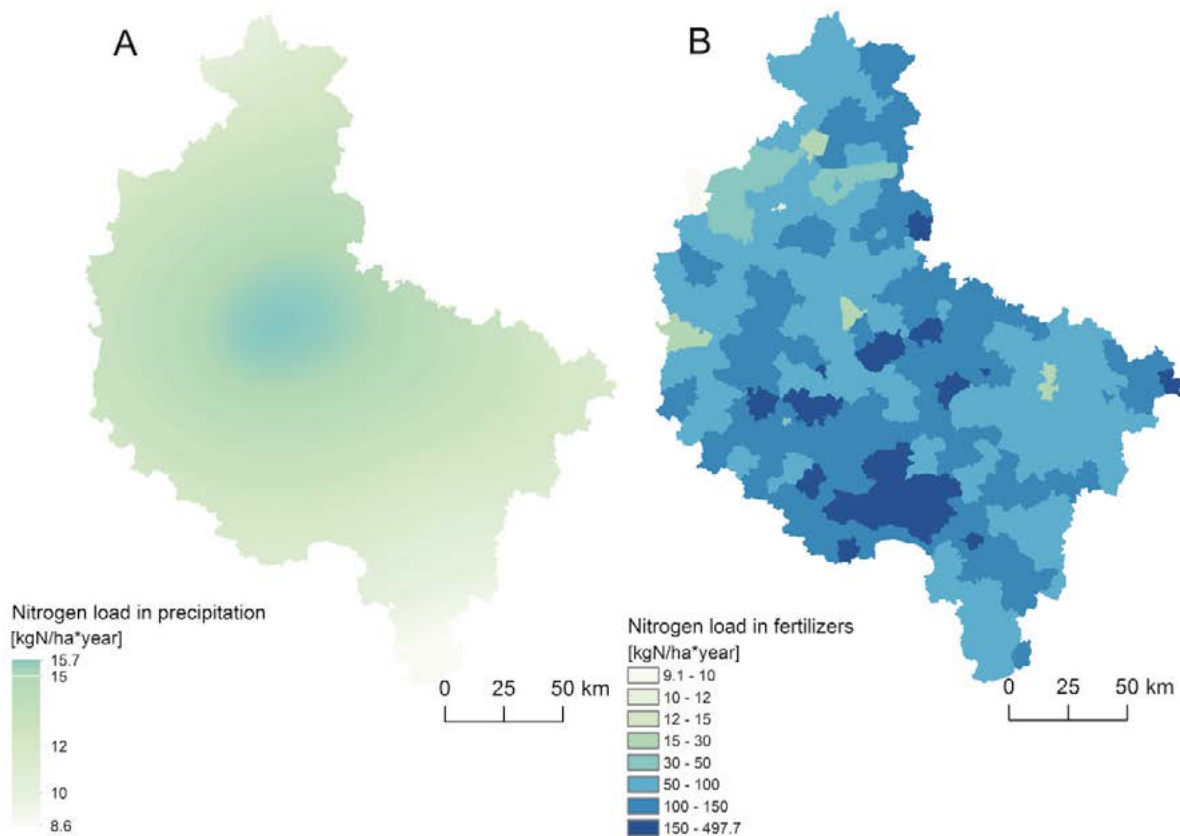 A
B
Nitrogen load in precipitation
[kgN/ha*year]
15.7
15
12
10
8.6
0 25 50 km
Nitrogen load in fertilizers
[kgN/ha*year]
9.1 - 10
10 - 12
12 - 15
15 - 30
30 - 50
50 - 100
100 - 150
150 - 497.7
0 25 50 km